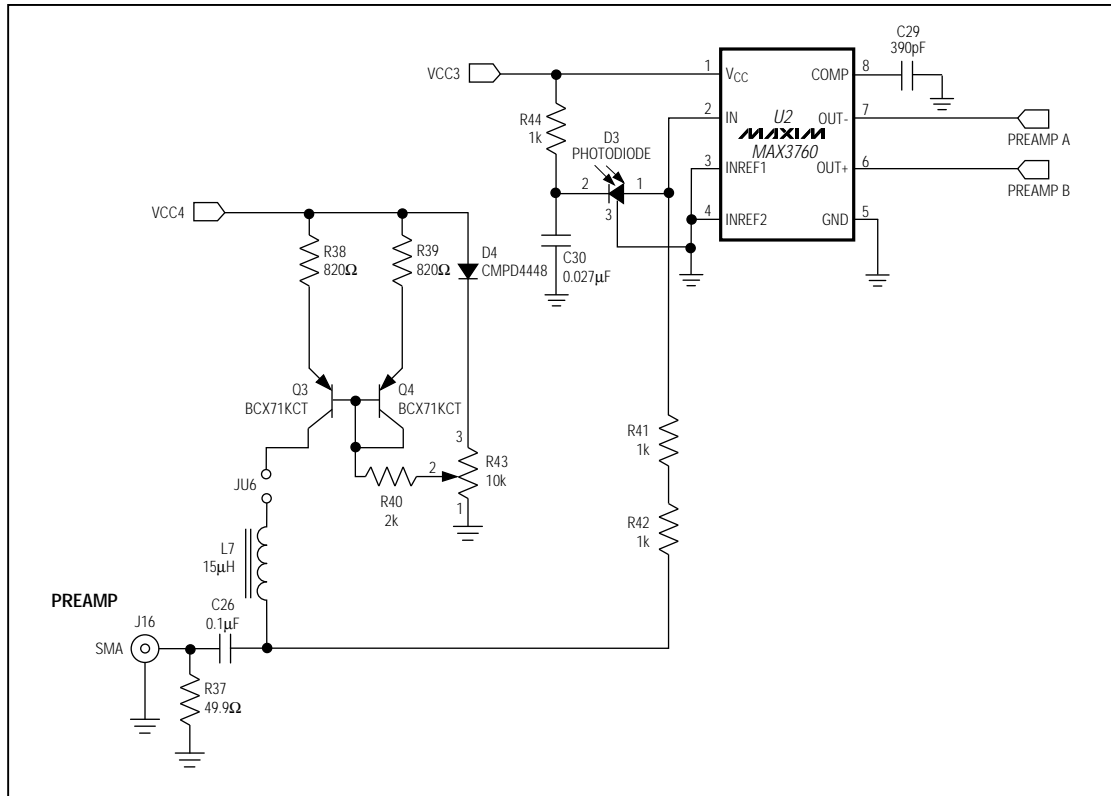 C29
390pF
VCC3
1
VCC
COMP
8
R44
1k
2
IN
U2
OUT-
7
MAXIM
D3
PHOTODIODE
MAX3760
PREAMP A
2
1
3
INREF1
OUT+
6
PREAMP B
3
4
INREF2
GND
5
VCC4
R38
820Ω
R39
820Ω
D4
CMPD4448
C30
0.027μF
Q3
BCX71KCT
Q4
BCX71KCT
R41
1k
3
R43
10k
2
1
R40
2k
JU6
R42
1k
L7
15μH
PREAMP
C26
0.1μF
J16
SMA
R37
49.9Ω